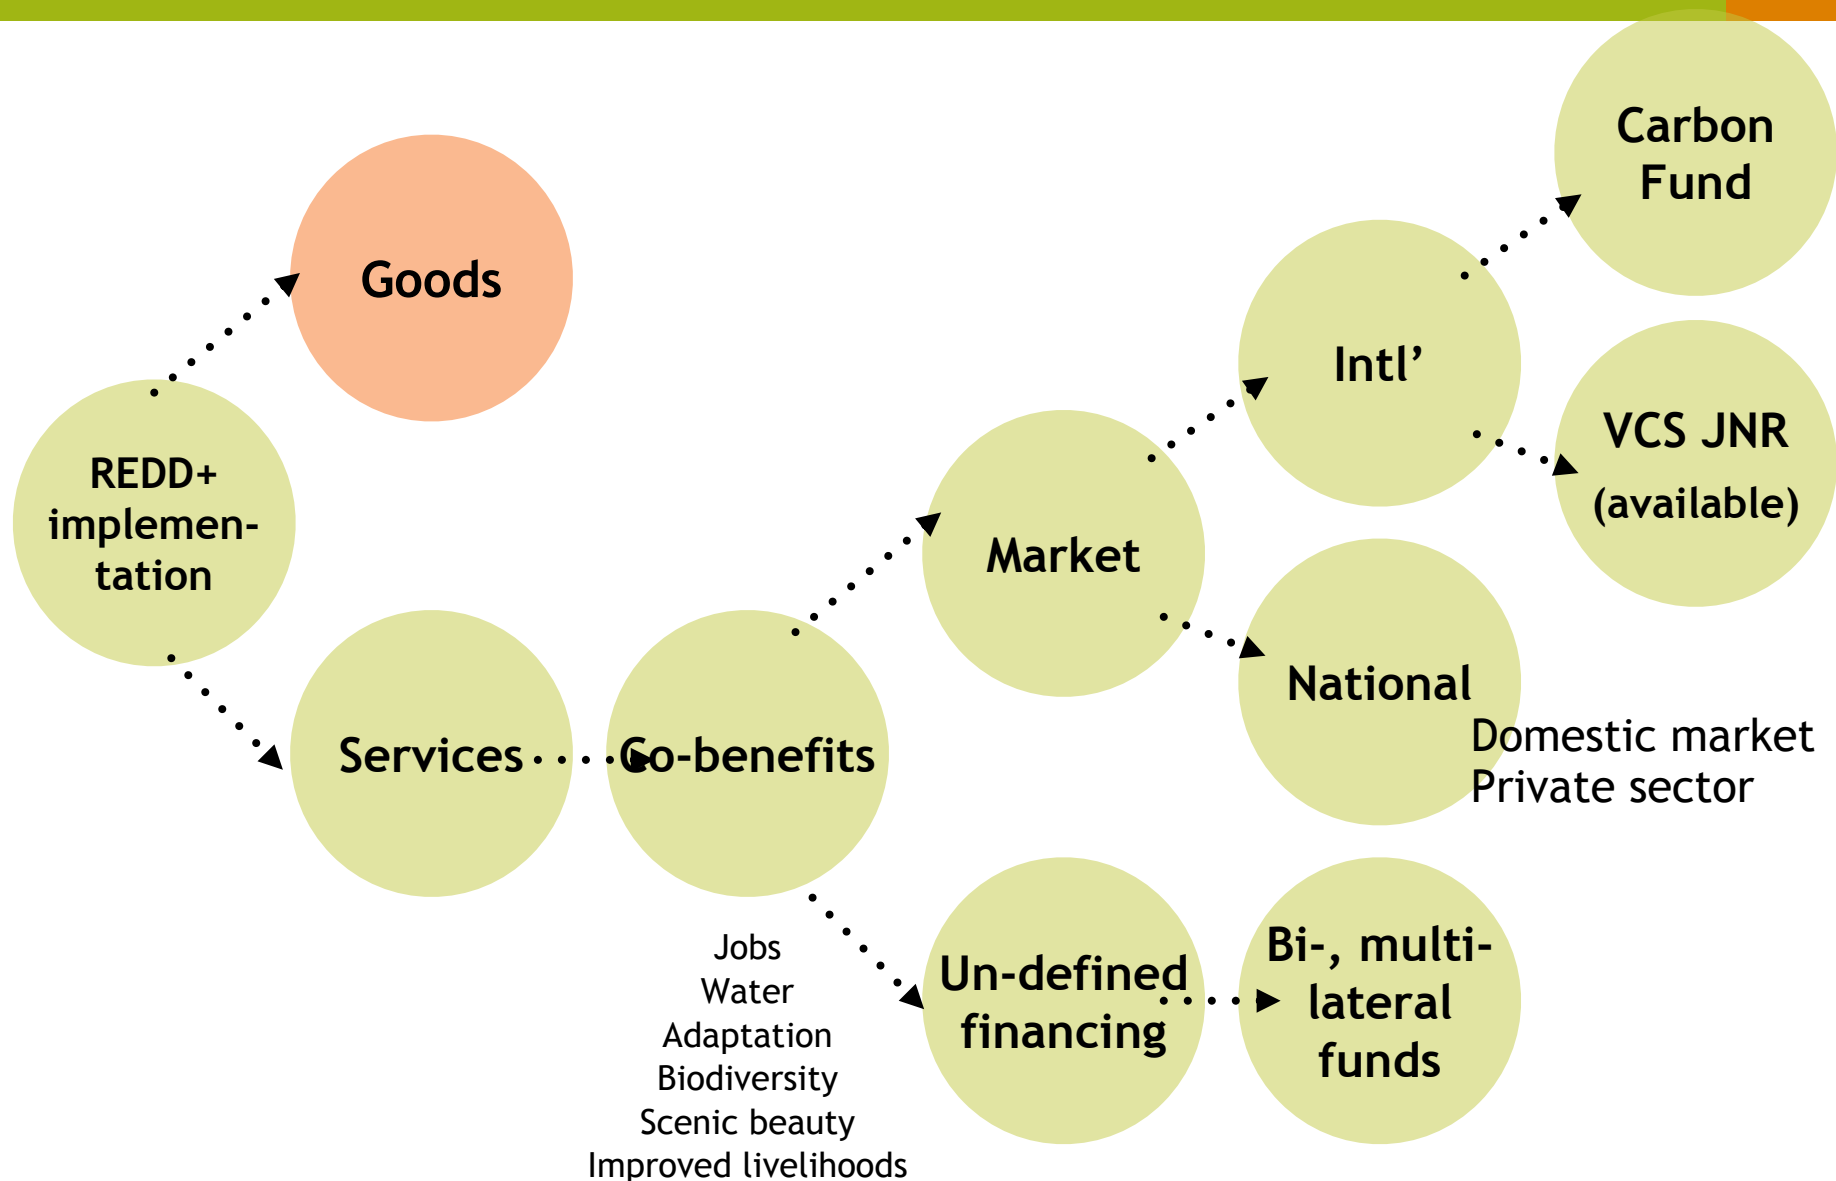 Carbon
Fund
Goods
Intl’
VCS JNR
(available)
REDD+
implemen-
tation
Market
National
Domestic market
Private sector
Services
Co-benefits
Jobs
Water
Adaptation
Biodiversity
Scenic beauty
Improved livelihoods
Un-defined
financing
Bi-, multi-
lateral
funds